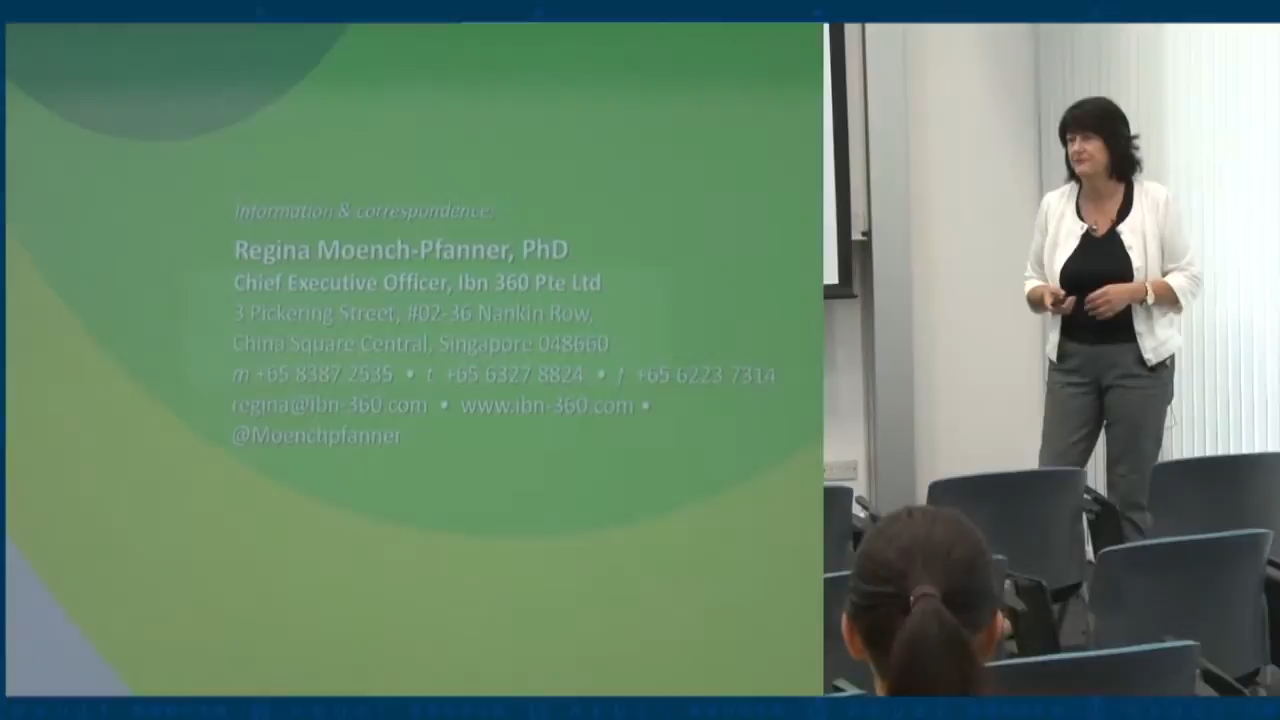 Information & correspondence:
Regina Moench-Pfanner, PhD
Chief Executive Officer, Ibn 360 Pte Ltd
3 Pickering Street, #02-36 Nankin Row,
China Square Central, Singapore 048660
m +65 8387 2535 • t +65 6327 8824 • f +65 6223 7314
regina@ibn-360.com • www.ibn-360.com •
@Moenchpfanner